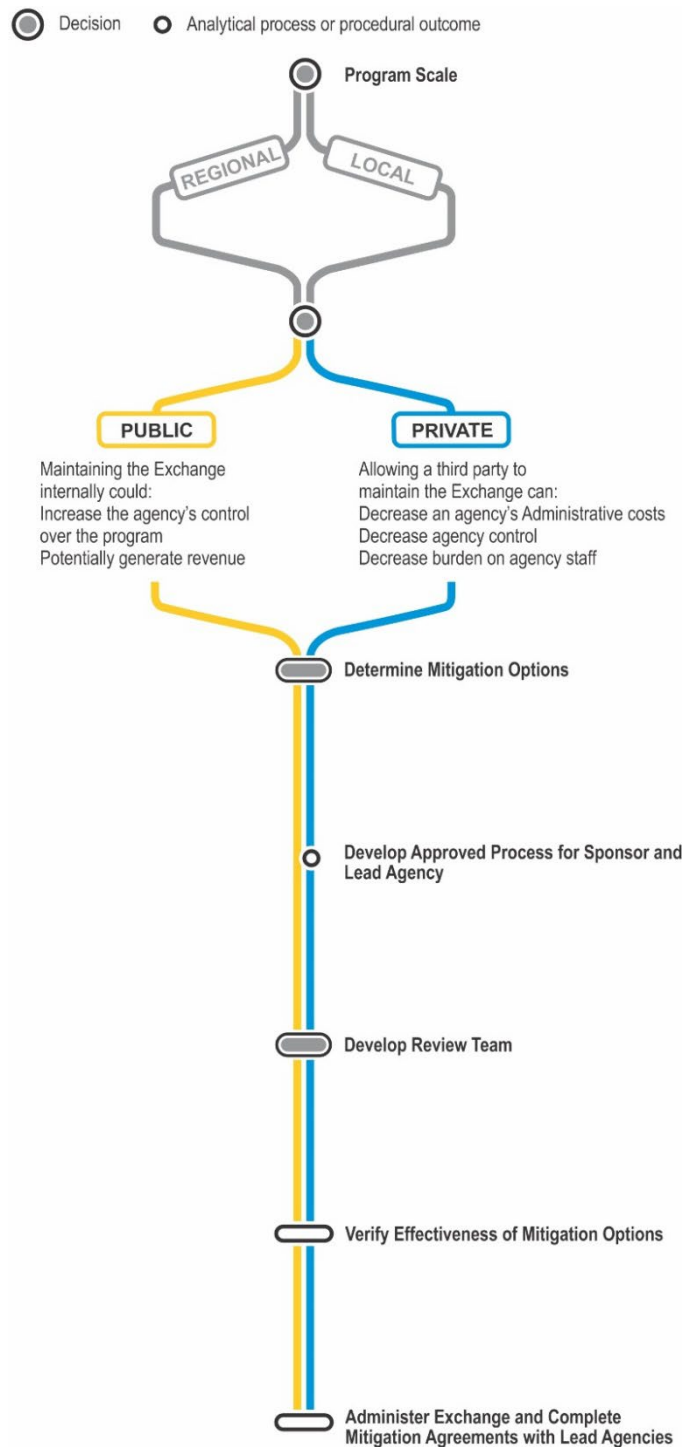 Decision
Analytical process or procedural outcome
Program Scale
REGIONAL
LOCAL
PUBLIC
Maintaining the Exchange
internally could:
Increase the agency's control
over the program
Potentially generate revenue
PRIVATE
Allowing a third party to
maintain the Exchange can:
Decrease an agency's Administrative costs
Decrease agency control
Decrease burden on agency staff
Determine Mitigation Options
Develop Approved Process for Sponsor and
Lead Agency
Develop Review Team
Verify Effectiveness of Mitigation Options
Administer Exchange and Complete
Mitigation Agreements with Lead Agencies